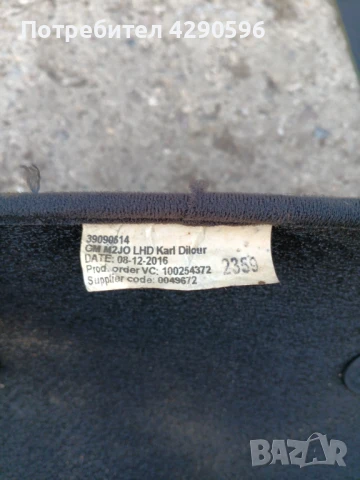 Потребител 4290596
39090514
GM M2JO LHD Karl Dilour
DATE: 08-12-2016
Prod. order VC: 100254372
2359
Supplier code: 0049672
BAZAR